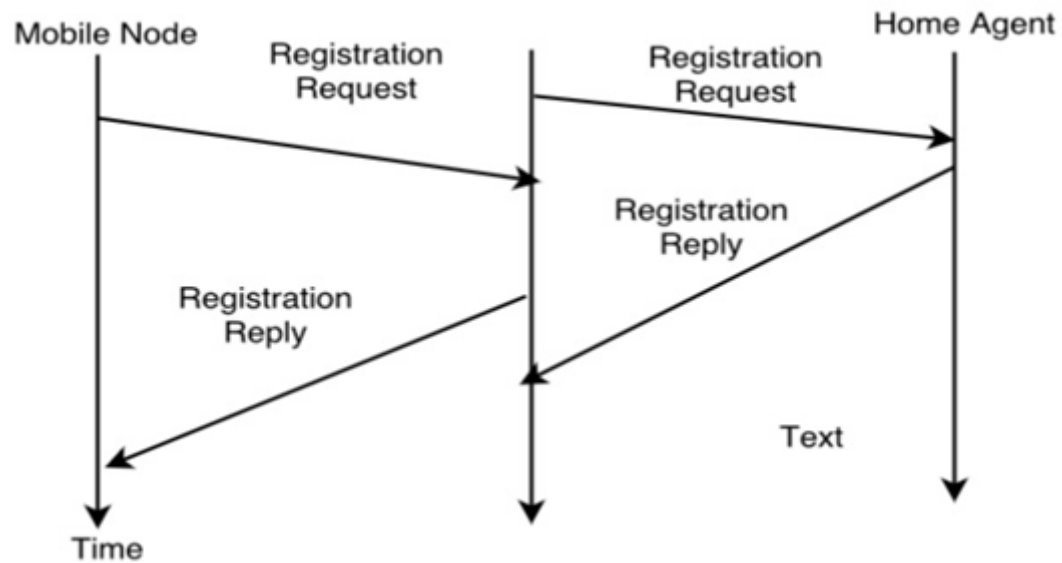 Mobile Node
Home Agent
Registration
Request
Registration
Request
Registration
Reply
Registration
Reply
Text
Time